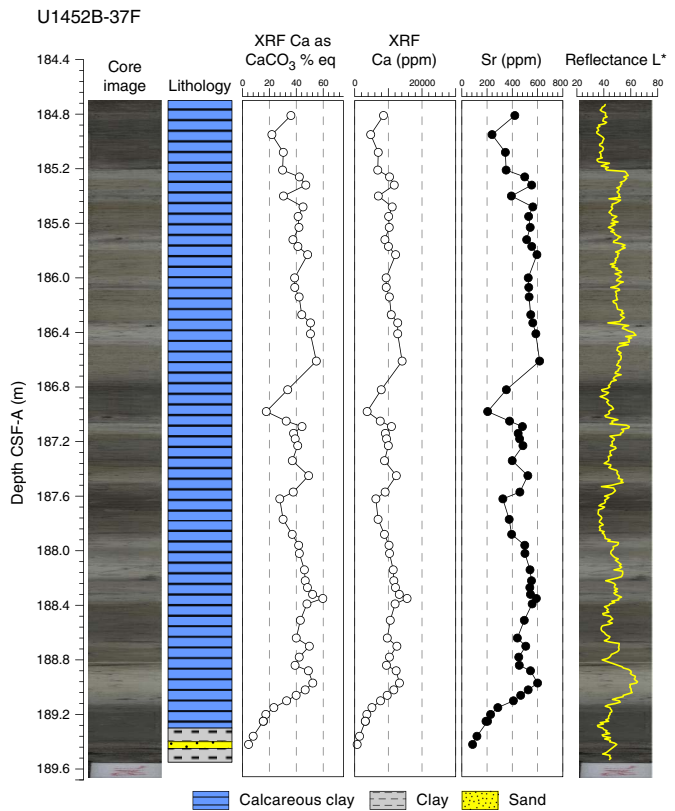 U1452B-37F
XRF Ca as
CaCO3 % eq
XRF
Ca (ppm)
Sr (ppm)
Reflectance L*
Core
image
Lithology
0 20 40 60
0 20000
0 200 400 600 800
20 40 60 80
Depth CSF-A (m)
184.4
184.8
185.2
185.6
186.0
186.4
186.8
187.2
187.6
188.0
188.4
188.8
189.2
189.6
Calcareous clay
Clay
Sand